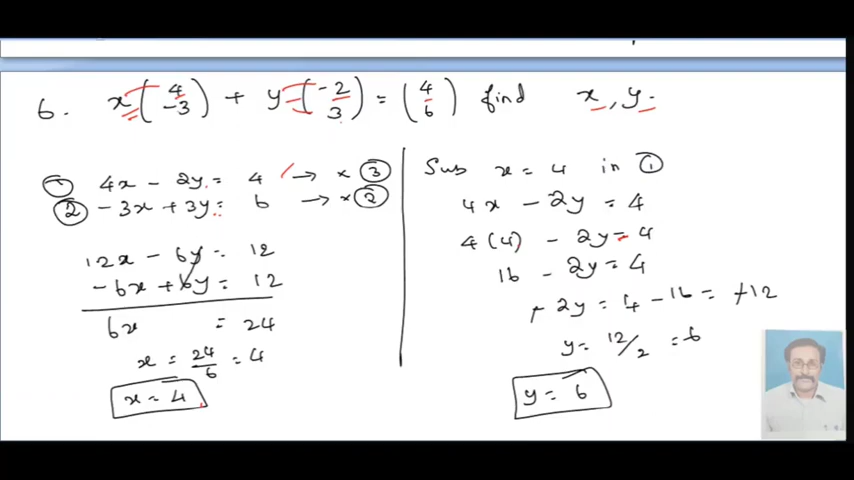 6. x(4 -3) + y(-2 3) = (4 6) find x, y.
① 4x - 2y = 4 → × ③
② -3x + 3y = 6 → × ②
12x - 6y = 12
-6x + 6y = 12
6x = 24
x = 24/6 = 4
x = 4
Sub x = 4 in ①
4x - 2y = 4
4(4) - 2y = 4
16 - 2y = 4
-2y = 4 - 16 = -12
y = 12/2 = 6
y = 6